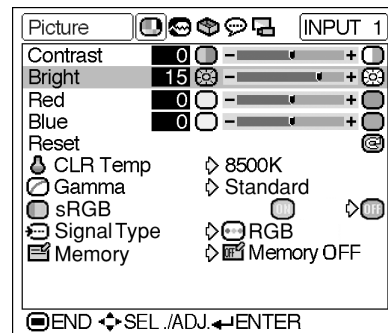 Picture INPUT 1
Contrast 0 - +
Bright 15 - +
Red 0 - +
Blue 0 - +
Reset
CLR Temp 8500K
Gamma Standard
sRGB ON OFF
Signal Type RGB
Memory OFF Memory OFF
END SEL./ADJ. ENTER